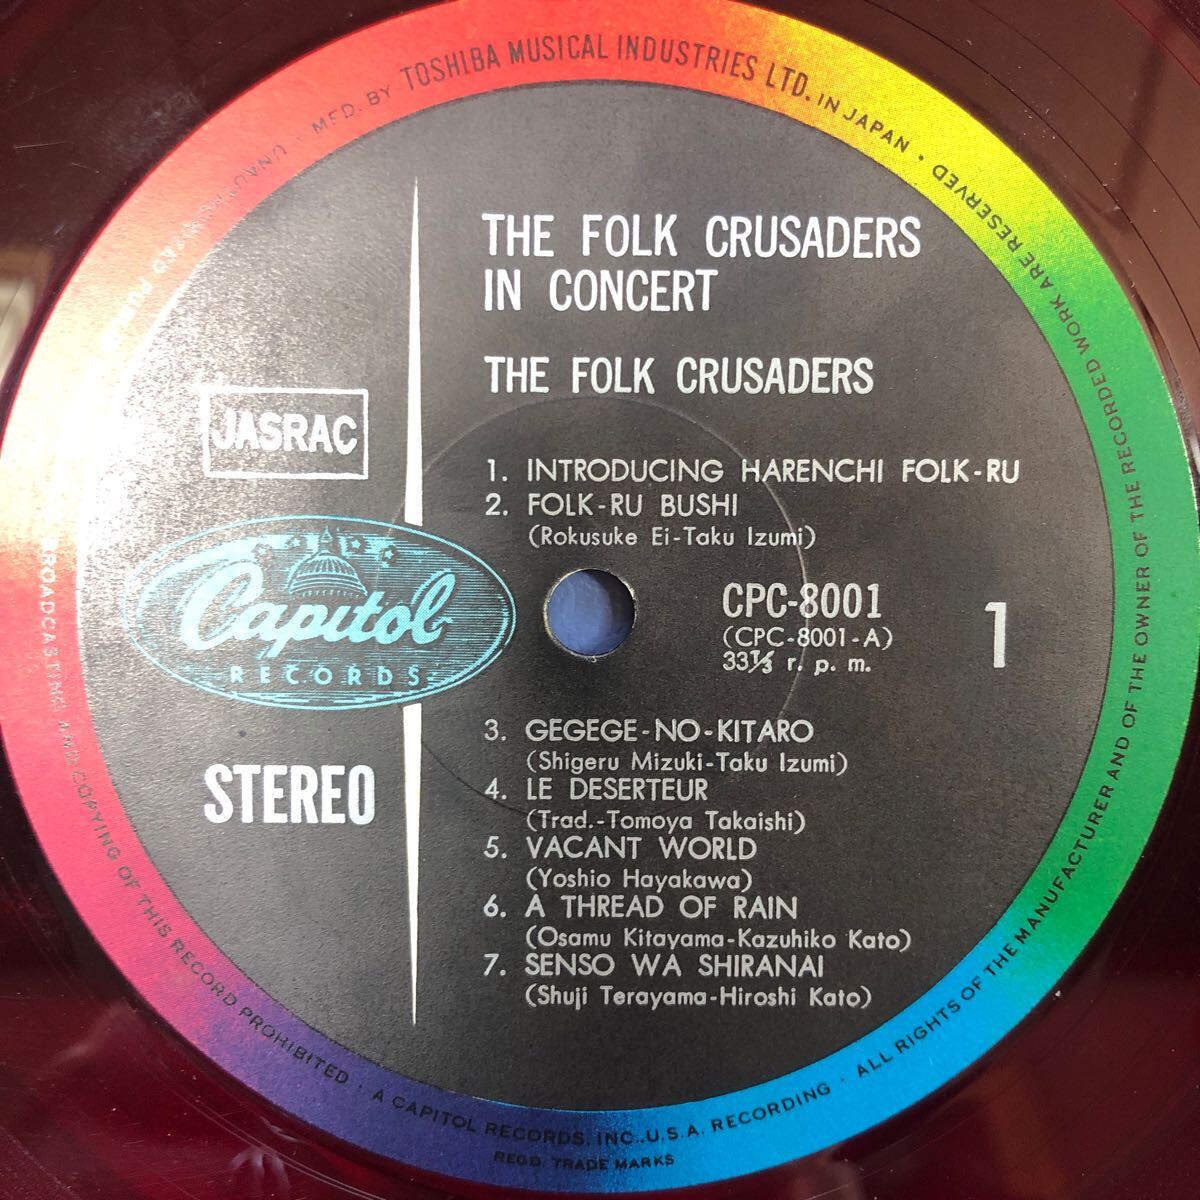 MFD. BY TOSHIBA MUSICAL INDUSTRIES LTD. IN JAPAN · ALL RIGHTS OF THE MANUFACTURER AND OF THE OWNER OF THE RECORDED WORK ARE RESERVED ·
BROADCASTING AND COPYING OF THIS RECORD PROHIBITED · A CAPITOL RECORDS, INC., U.S.A. RECORDING ·
REGD. TRADE MARKS
THE FOLK CRUSADERS
IN CONCERT
THE FOLK CRUSADERS
JASRAC
1. INTRODUCING HARENCHI FOLK-RU
2. FOLK-RU BUSHI
(Rokusuke Ei-Taku Izumi)
Capitol
RECORDS
CPC-8001
(CPC-8001-A)
33⅓ r. p. m.
1
STEREO
3. GEGEGE-NO-KITARO
(Shigeru Mizuki-Taku Izumi)
4. LE DESERTEUR
(Trad.-Tomoya Takaishi)
5. VACANT WORLD
(Yoshio Hayakawa)
6. A THREAD OF RAIN
(Osamu Kitayama-Kazuhiko Kato)
7. SENSO WA SHIRANAI
(Shuji Terayama-Hiroshi Kato)